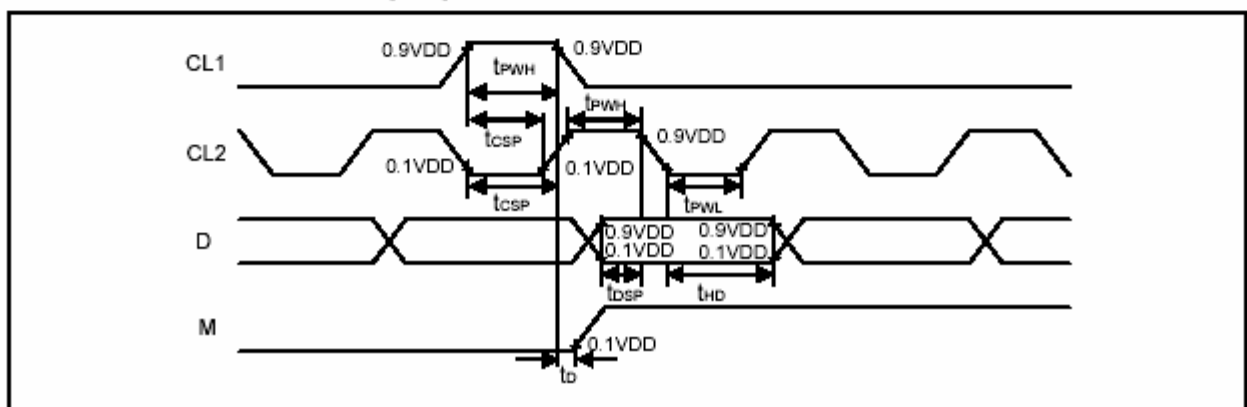 CL1
0.9VDD
0.9VDD
tPWH
tPWH
tCSP
CL2
0.9VDD
0.1VDD
0.1VDD
tCSP
tPWL
D
0.9VDD
0.9VDD
0.1VDD
0.1VDD
tDSP
tHD
M
0.1VDD
tD